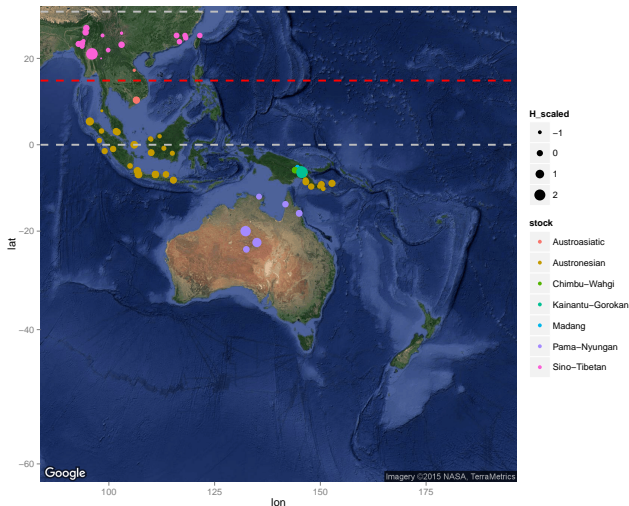 20
0
−20
−40
−60
lat
100
125
150
175
lon
Google
Imagery ©2015 NASA, TerraMetrics
H_scaled
−1
0
1
2
stock
Austroasiatic
Austronesian
Chimbu−Wahgi
Kainantu−Gorokan
Madang
Pama−Nyungan
Sino−Tibetan